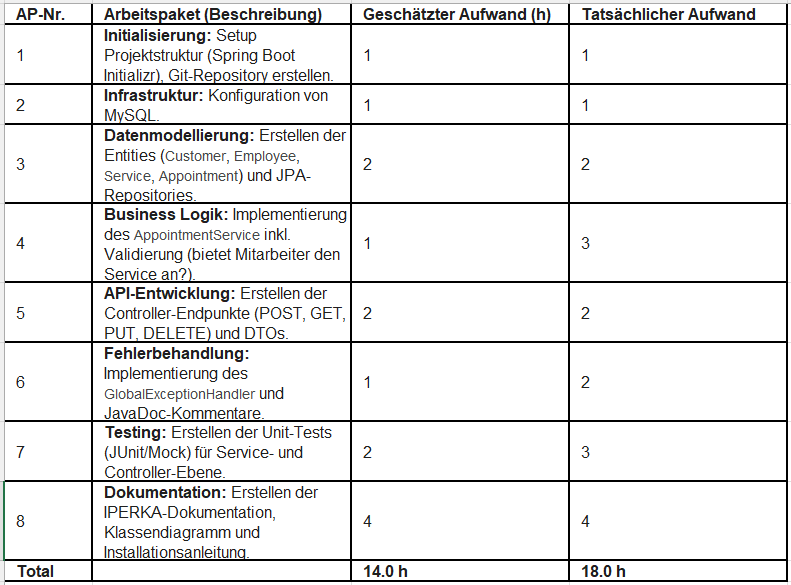 AP-Nr. Arbeitspaket (Beschreibung) Geschätzter Aufwand (h) Tatsächlicher Aufwand
1 Initialisierung: Setup 1 1
Projektstruktur (Spring Boot
Initializr), Git-Repository erstellen.
2 Infrastruktur: Konfiguration von 1 1
MySQL.
3 Datenmodellierung: Erstellen der 2 2
Entities (Customer, Employee,
Service, Appointment) und JPA-
Repositories.
4 Business Logik: Implementierung 1 3
des AppointmentService inkl.
Validierung (bietet Mitarbeiter den
Service an?).
5 API-Entwicklung: Erstellen der 2 2
Controller-Endpunkte (POST, GET,
PUT, DELETE) und DTOs.
6 Fehlerbehandlung: 1 2
Implementierung des
GlobalExceptionHandler und
JavaDoc-Kommentare.
7 Testing: Erstellen der Unit-Tests 2 3
(JUnit/Mock) für Service- und
Controller-Ebene.
8 Dokumentation: Erstellen der 4 4
IPERKA-Dokumentation,
Klassendiagramm und
Installationsanleitung.
Total 14.0 h 18.0 h